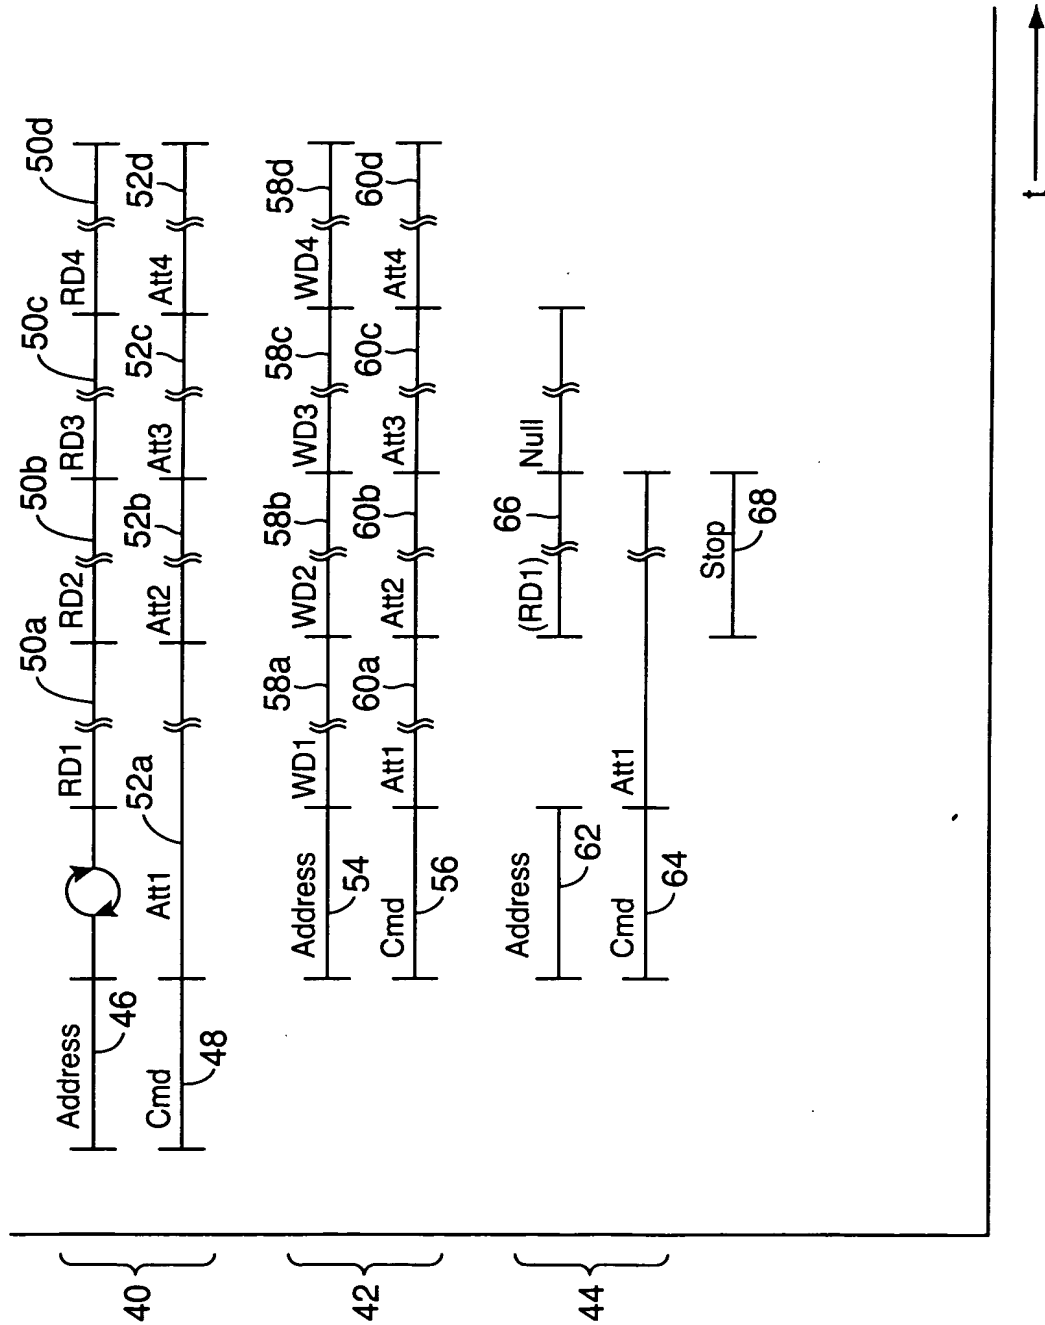 50a 50b 50c 50d
Address RD1 RD2 RD3 RD4
46 52a 52b 52c 52d
Cmd Att1 Att2 Att3 Att4
48
40
58a 58b 58c 58d
Address WD1 WD2 WD3 WD4
54 60a 60b 60c 60d
Cmd Att1 Att2 Att3 Att4
56
42
66
Address (RD1) Null
62
Cmd Att1
64
Stop
68
44
t